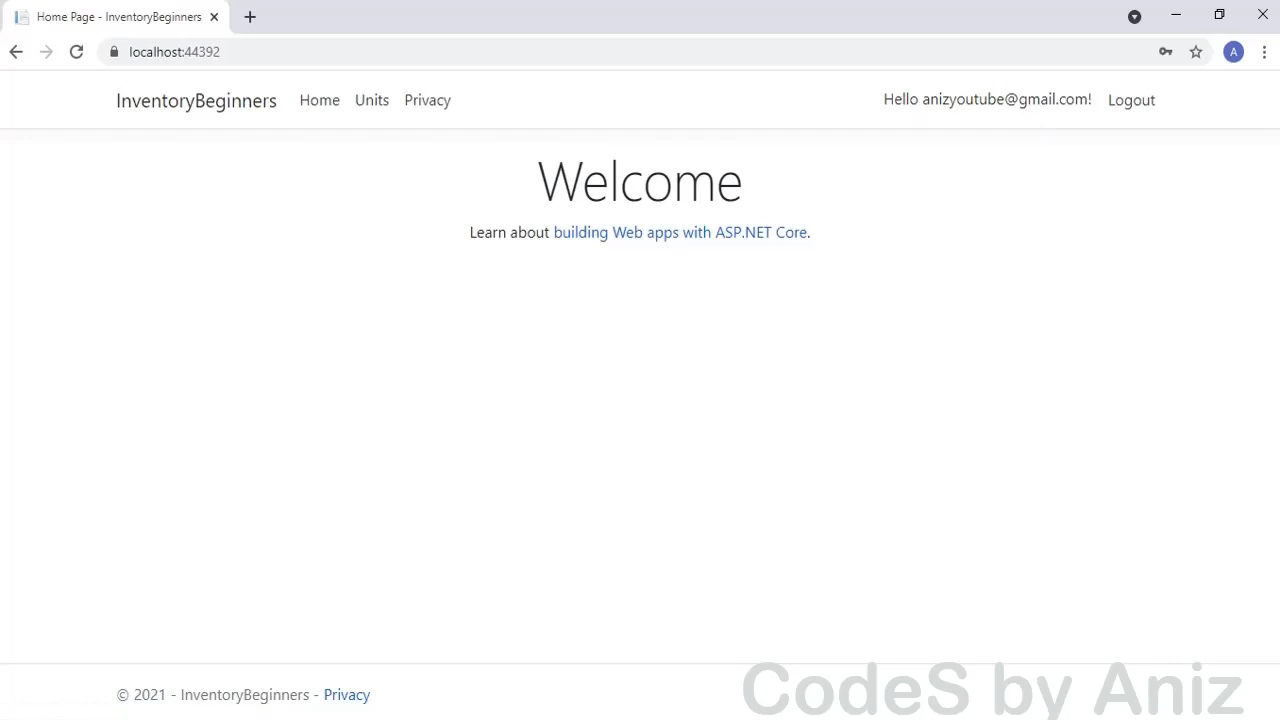 Home Page - InventoryBeginners
localhost:44392
A
InventoryBeginners Home Units Privacy Hello anizyoutube@gmail.com! Logout
Welcome
Learn about building Web apps with ASP.NET Core.
© 2021 - InventoryBeginners - Privacy
CodeS by Aniz